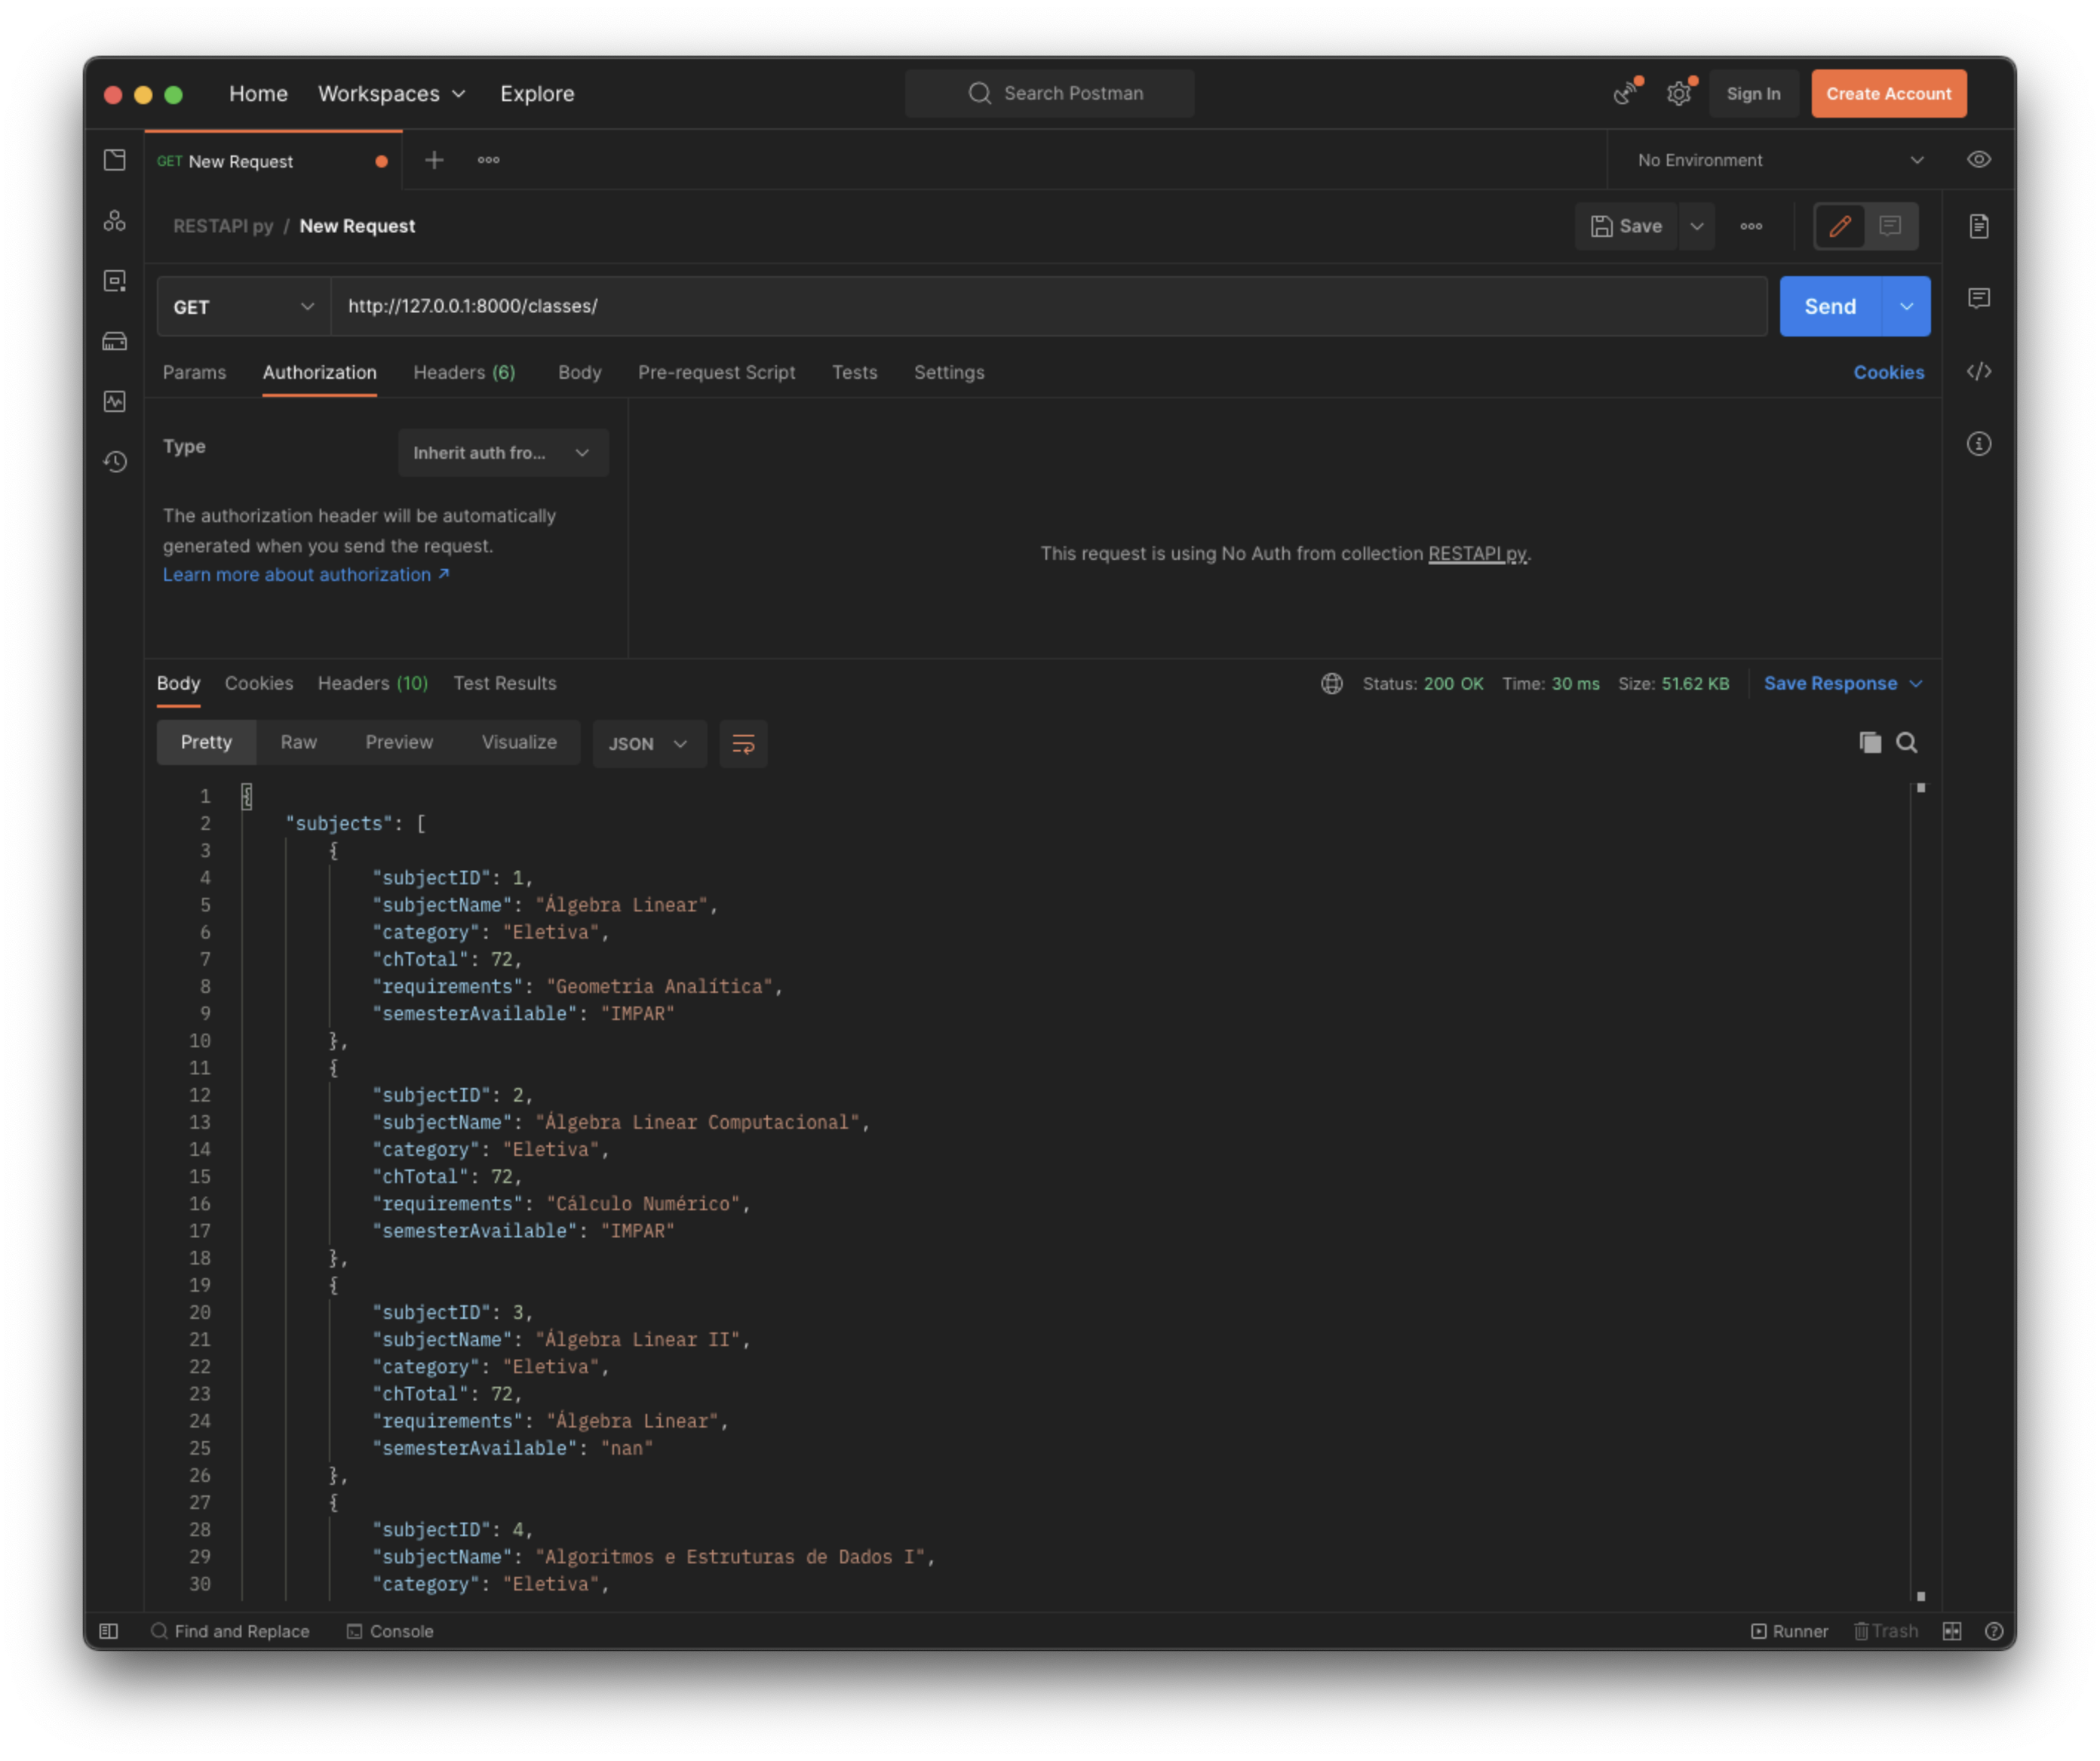 Home Workspaces Explore Search Postman Sign In Create Account
GET New Request No Environment
RESTAPI py / New Request Save
GET http://127.0.0.1:8000/classes/ Send
Params Authorization Headers (6) Body Pre-request Script Tests Settings Cookies
Type Inherit auth fro...
The authorization header will be automatically
generated when you send the request.
Learn more about authorization ↗
This request is using No Auth from collection RESTAPI py.
Body Cookies Headers (10) Test Results Status: 200 OK Time: 30 ms Size: 51.62 KB Save Response
Pretty Raw Preview Visualize JSON
1 {
2 "subjects": [
3 {
4 "subjectID": 1,
5 "subjectName": "Álgebra Linear",
6 "category": "Eletiva",
7 "chTotal": 72,
8 "requirements": "Geometria Analítica",
9 "semesterAvailable": "IMPAR"
10 },
11 {
12 "subjectID": 2,
13 "subjectName": "Álgebra Linear Computacional",
14 "category": "Eletiva",
15 "chTotal": 72,
16 "requirements": "Cálculo Numérico",
17 "semesterAvailable": "IMPAR"
18 },
19 {
20 "subjectID": 3,
21 "subjectName": "Álgebra Linear II",
22 "category": "Eletiva",
23 "chTotal": 72,
24 "requirements": "Álgebra Linear",
25 "semesterAvailable": "nan"
26 },
27 {
28 "subjectID": 4,
29 "subjectName": "Algoritmos e Estruturas de Dados I",
30 "category": "Eletiva",
Find and Replace Console Runner Trash